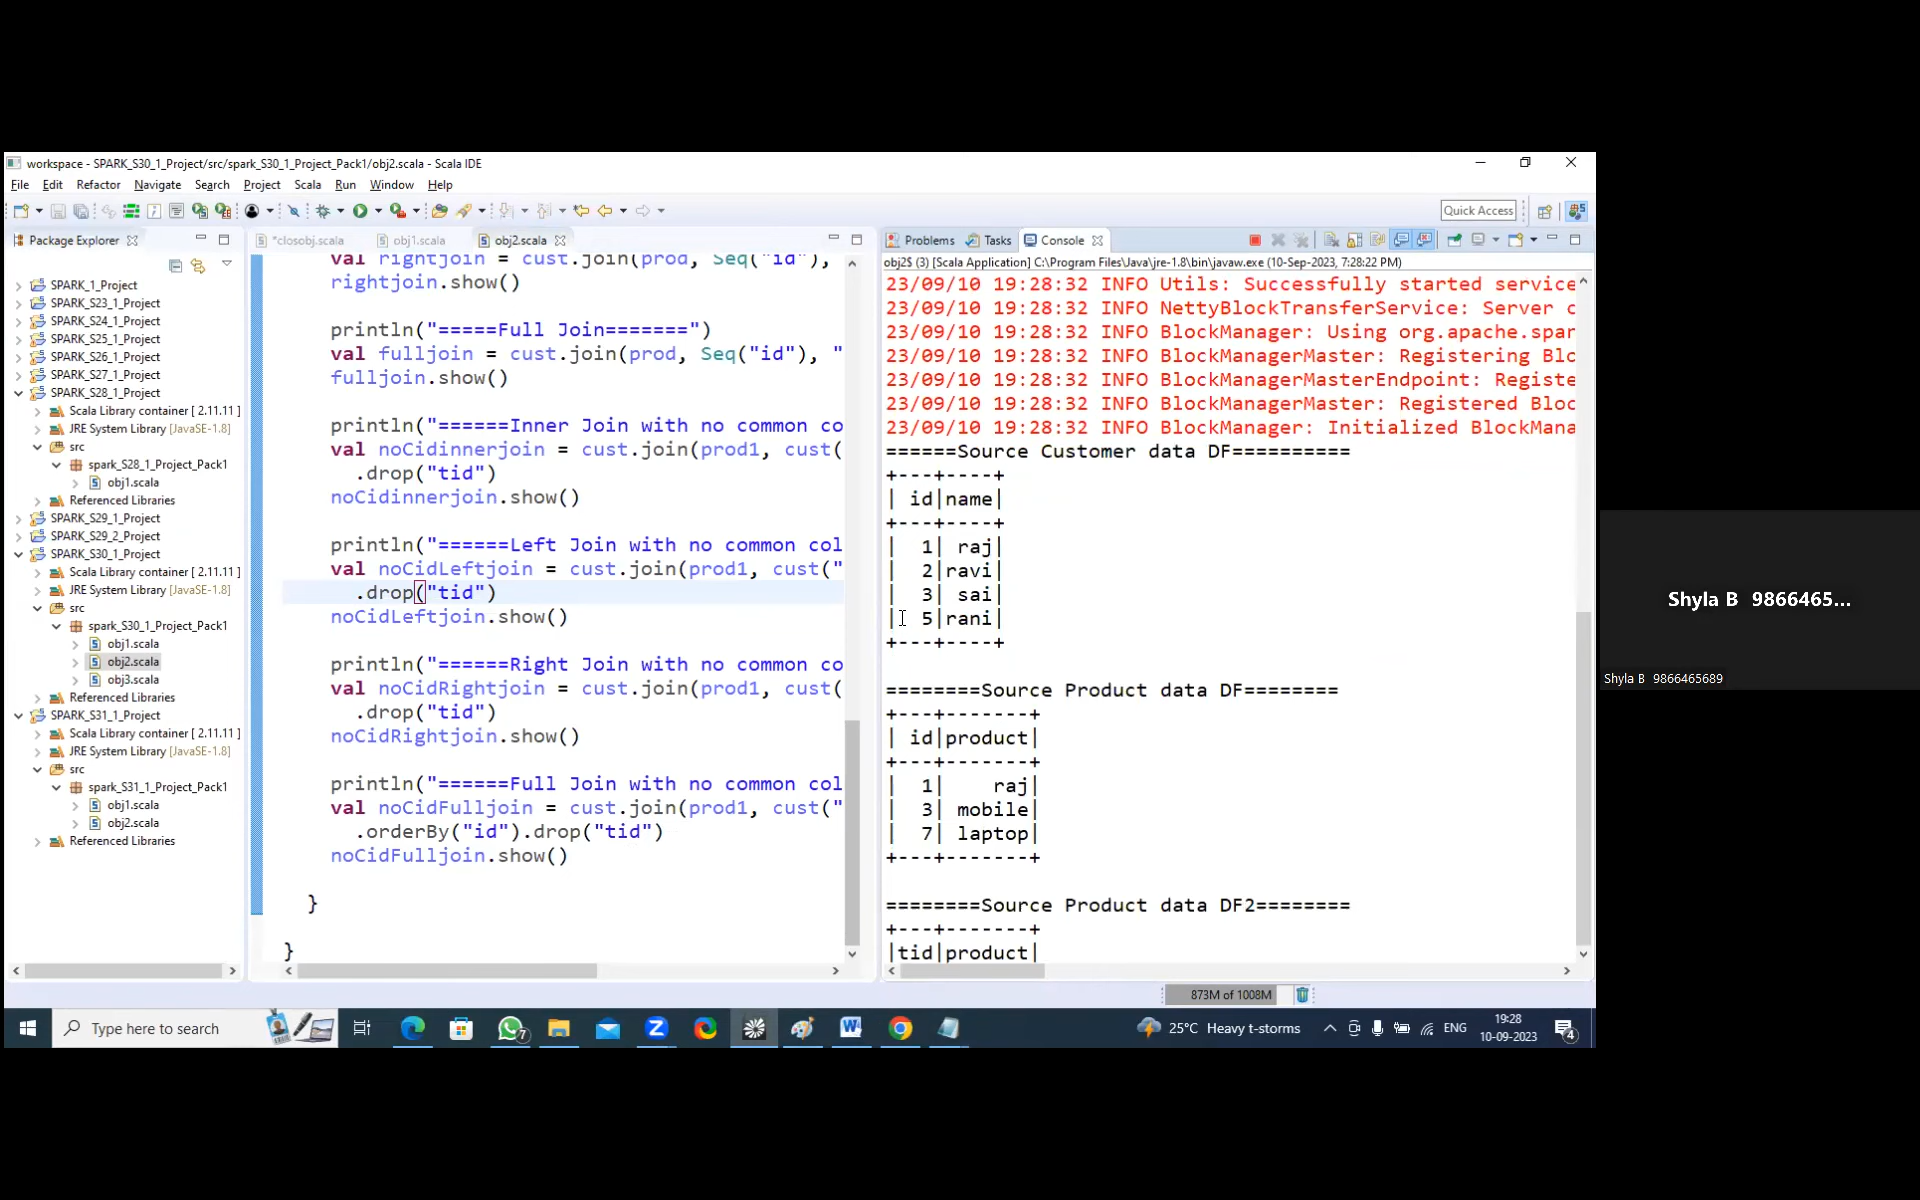 workspace - SPARK_S30_1_Project/src/spark_S30_1_Project_Pack1/obj2.scala - Scala IDE
File Edit Refactor Navigate Search Project Scala Run Window Help
Quick Access
Package Explorer
SPARK_1_Project
SPARK_S23_1_Project
SPARK_S24_1_Project
SPARK_S25_1_Project
SPARK_S26_1_Project
SPARK_S27_1_Project
SPARK_S28_1_Project
Scala Library container [ 2.11.11 ]
JRE System Library [JavaSE-1.8]
src
spark_S28_1_Project_Pack1
obj1.scala
Referenced Libraries
SPARK_S29_1_Project
SPARK_S29_2_Project
SPARK_S30_1_Project
Scala Library container [ 2.11.11 ]
JRE System Library [JavaSE-1.8]
src
spark_S30_1_Project_Pack1
obj1.scala
obj2.scala
obj3.scala
Referenced Libraries
SPARK_S31_1_Project
Scala Library container [ 2.11.11 ]
JRE System Library [JavaSE-1.8]
src
spark_S31_1_Project_Pack1
obj1.scala
obj2.scala
Referenced Libraries
*closobj.scala obj1.scala obj2.scala
val rightjoin = cust.join(prod, Seq("id"),
rightjoin.show()
println("=====Full Join=======")
val fulljoin = cust.join(prod, Seq("id"), "
fulljoin.show()
println("======Inner Join with no common co
val noCidinnerjoin = cust.join(prod1, cust(
.drop("tid")
noCidinnerjoin.show()
println("======Left Join with no common col
val noCidLeftjoin = cust.join(prod1, cust("
.drop("tid")
noCidLeftjoin.show()
println("======Right Join with no common co
val noCidRightjoin = cust.join(prod1, cust(
.drop("tid")
noCidRightjoin.show()
println("======Full Join with no common col
val noCidFulljoin = cust.join(prod1, cust("
.orderBy("id").drop("tid")
noCidFulljoin.show()
}
}
Problems Tasks Console
obj2$ (3) [Scala Application] C:\Program Files\Java\jre-1.8\bin\javaw.exe (10-Sep-2023, 7:28:22 PM)
23/09/10 19:28:32 INFO Utils: Successfully started service
23/09/10 19:28:32 INFO NettyBlockTransferService: Server c
23/09/10 19:28:32 INFO BlockManager: Using org.apache.spar
23/09/10 19:28:32 INFO BlockManagerMaster: Registering Blo
23/09/10 19:28:32 INFO BlockManagerMasterEndpoint: Registe
23/09/10 19:28:32 INFO BlockManagerMaster: Registered Bloc
23/09/10 19:28:32 INFO BlockManager: Initialized BlockMana
======Source Customer data DF==========
+---+----+
| id|name|
+---+----+
|  1| raj|
|  2|ravi|
|  3| sai|
|  5|rani|
+---+----+
========Source Product data DF========
+---+-------+
| id|product|
+---+-------+
|  1|    raj|
|  3| mobile|
|  7| laptop|
+---+-------+
========Source Product data DF2========
+---+-------+
|tid|product|
873M of 1008M
Type here to search
7
25°C Heavy t-storms
ENG
19:28
10-09-2023
4
Shyla B 9866465...
Shyla B 9866465689